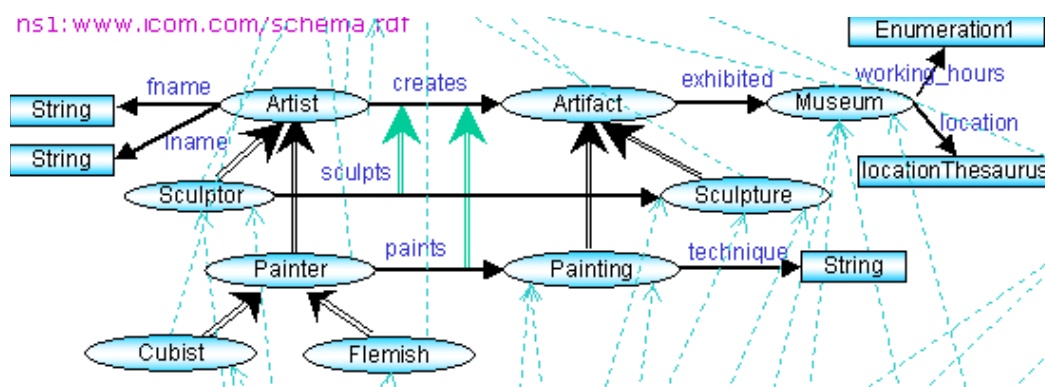 ns1:www.icom.com/schema.rdf
Enumeration1
fname
creates
exhibited
working_hours
String
Artist
Artifact
Museum
lname
location
String
sculpts
locationThesaurus
Sculptor
Sculpture
paints
technique
Painter
Painting
String
Cubist
Flemish